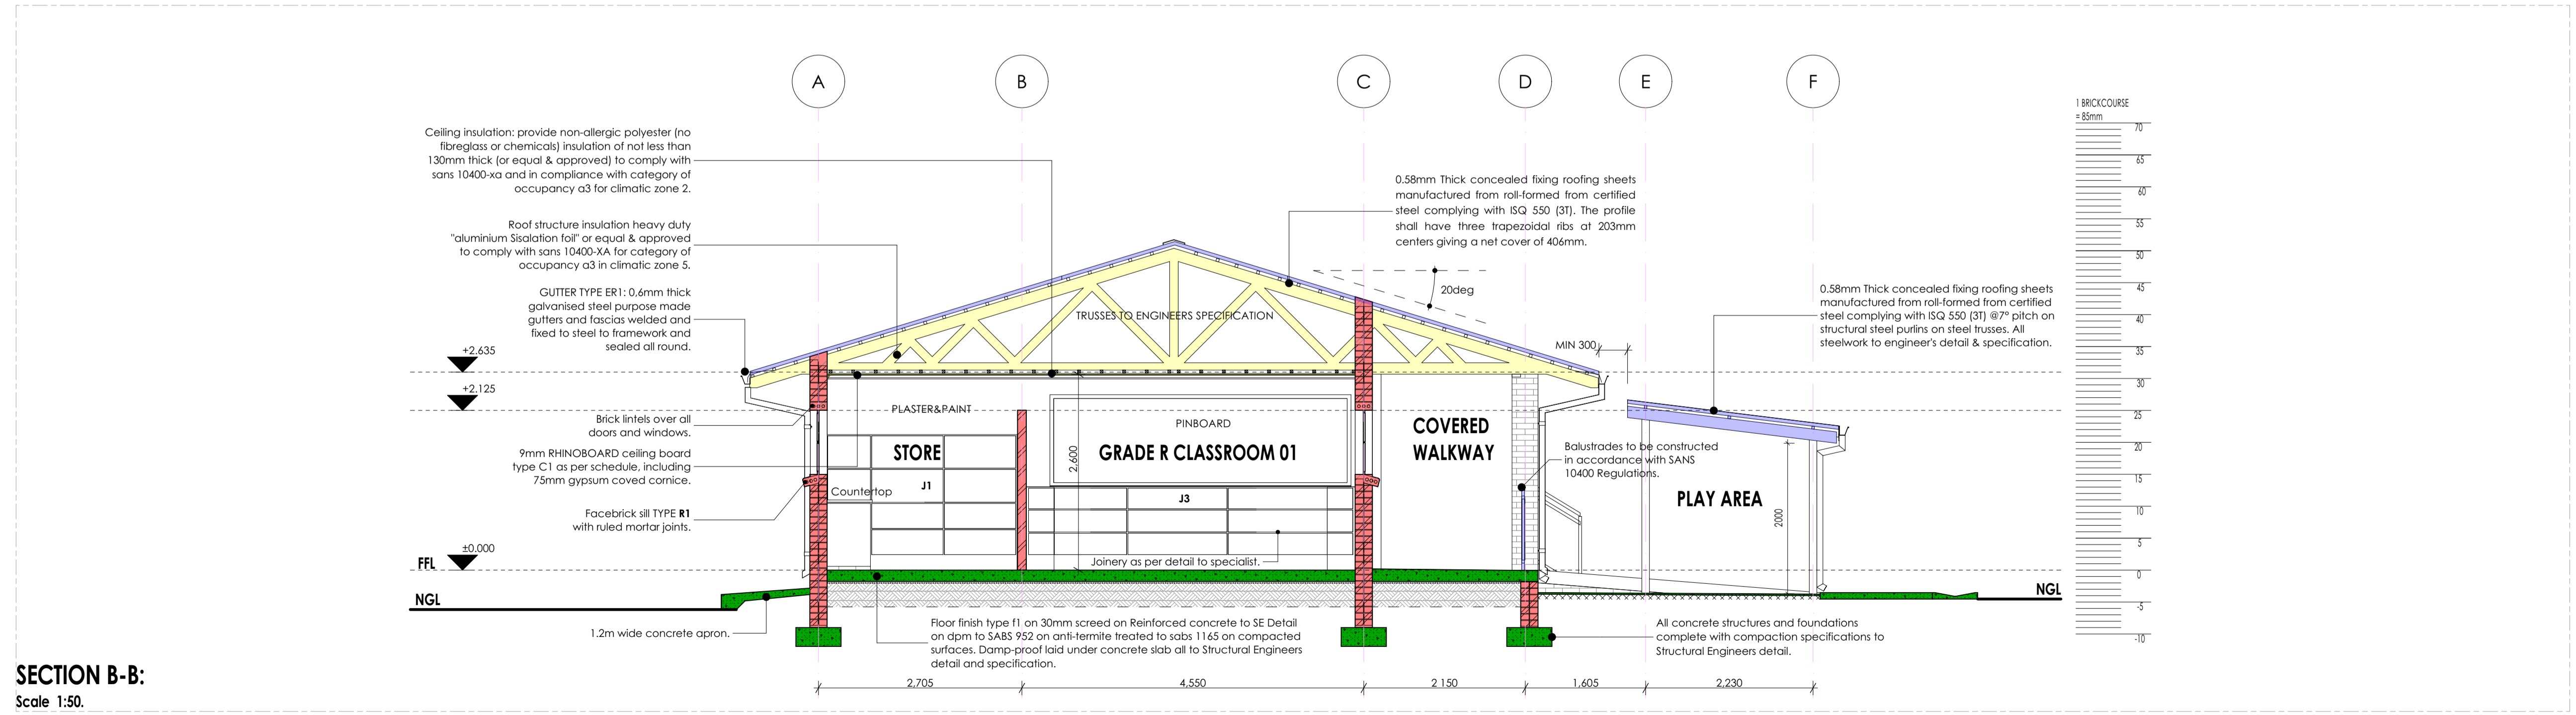 A
B
C
D
E
F
1 BRICKCOURSE
= 85mm
70
65
60
55
50
45
40
35
30
25
20
15
10
5
0
-5
-10
Ceiling insulation: provide non-allergic polyester (no
fibreglass or chemicals) insulation of not less than
130mm thick (or equal & approved) to comply with
sans 10400-xa and in compliance with category of
occupancy a3 for climatic zone 2.
Roof structure insulation heavy duty
"aluminium Sisalation foil" or equal & approved
to comply with sans 10400-XA for category of
occupancy a3 in climatic zone 5.
GUTTER TYPE ER1: 0,6mm thick
galvanised steel purpose made
gutters and fascias welded and
fixed to steel to framework and
sealed all round.
+2.635
+2.125
Brick lintels over all
doors and windows.
9mm RHINOBOARD ceiling board
type C1 as per schedule, including
75mm gypsum coved cornice.
Facebrick sill TYPE R1
with ruled mortar joints.
±0.000
FFL
NGL
1.2m wide concrete apron.
0.58mm Thick concealed fixing roofing sheets
manufactured from roll-formed from certified
steel complying with ISQ 550 (3T). The profile
shall have three trapezoidal ribs at 203mm
centers giving a net cover of 406mm.
20deg
TRUSSES TO ENGINEERS SPECIFICATION
MIN 300
0.58mm Thick concealed fixing roofing sheets
manufactured from roll-formed from certified
steel complying with ISQ 550 (3T) @7° pitch on
structural steel purlins on steel trusses. All
steelwork to engineer's detail & specification.
PLASTER&PAINT
STORE
J1
Countertop
2,600
PINBOARD
GRADE R CLASSROOM 01
J3
Joinery as per detail to specialist.
COVERED
WALKWAY
Balustrades to be constructed
in accordance with SANS
10400 Regulations.
PLAY AREA
2000
NGL
Floor finish type f1 on 30mm screed on Reinforced concrete to SE Detail
on dpm to SABS 952 on anti-termite treated to sabs 1165 on compacted
surfaces. Damp-proof laid under concrete slab all to Structural Engineers
detail and specification.
All concrete structures and foundations
complete with compaction specifications to
Structural Engineers detail.
2,705
4,550
2 150
1,605
2,230
SECTION B-B:
Scale 1:50.